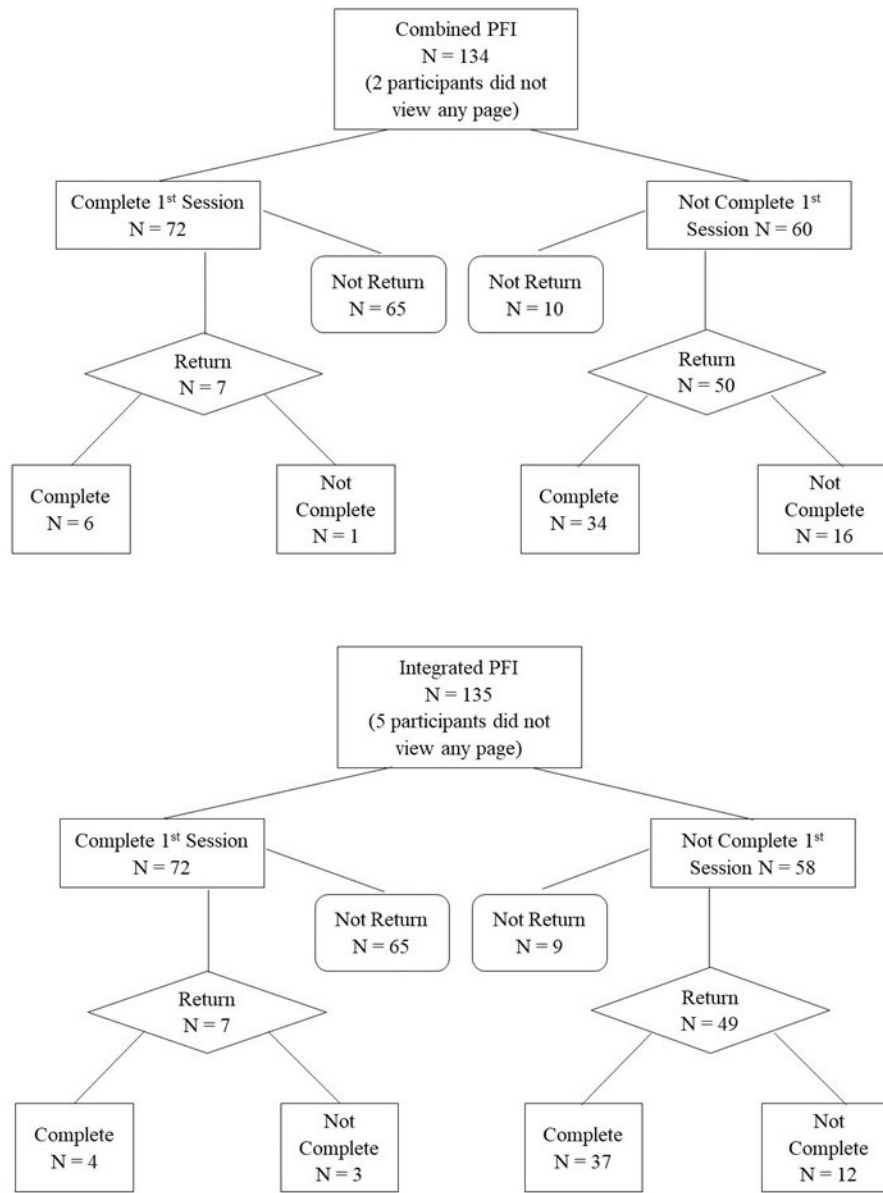 Combined PFI
N = 134
(2 participants did not
view any page)
Complete 1st Session
N = 72
Not Complete 1st
Session N = 60
Not Return
N = 65
Not Return
N = 10
Return
N = 7
Return
N = 50
Complete
N = 6
Not
Complete
N = 1
Complete
N = 34
Not
Complete
N = 16
Integrated PFI
N = 135
(5 participants did not
view any page)
Complete 1st Session
N = 72
Not Complete 1st
Session N = 58
Not Return
N = 65
Not Return
N = 9
Return
N = 7
Return
N = 49
Complete
N = 4
Not
Complete
N = 3
Complete
N = 37
Not
Complete
N = 12